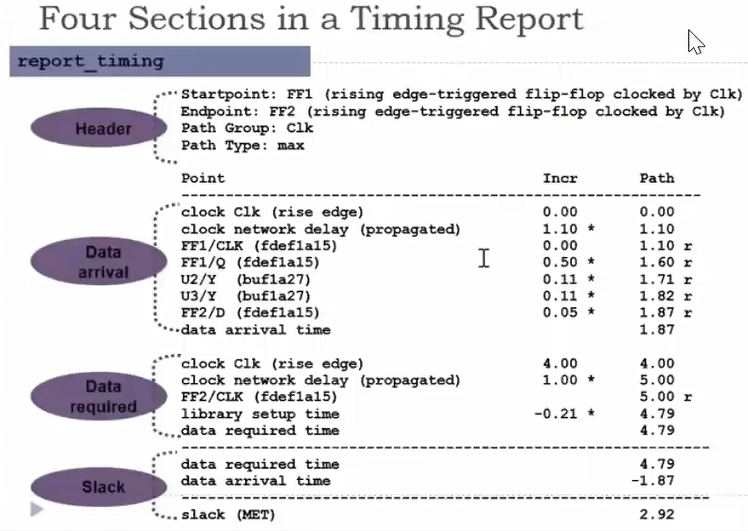 Four Sections in a Timing Report
report_timing
Header
Startpoint: FF1 (rising edge-triggered flip-flop clocked by Clk)
Endpoint: FF2 (rising edge-triggered flip-flop clocked by Clk)
Path Group: Clk
Path Type: max
Point Incr Path
Data arrival
clock Clk (rise edge) 0.00 0.00
clock network delay (propagated) 1.10 * 1.10
FF1/CLK (fdef1a15) 0.00 1.10 r
FF1/Q (fdef1a15) 0.50 * 1.60 r
U2/Y (buf1a27) 0.11 * 1.71 r
U3/Y (buf1a27) 0.11 * 1.82 r
FF2/D (fdef1a15) 0.05 * 1.87 r
data arrival time 1.87
Data required
clock Clk (rise edge) 4.00 4.00
clock network delay (propagated) 1.00 * 5.00
FF2/CLK (fdef1a15) 5.00 r
library setup time -0.21 * 4.79
data required time 4.79
Slack
data required time 4.79
data arrival time -1.87
slack (MET) 2.92